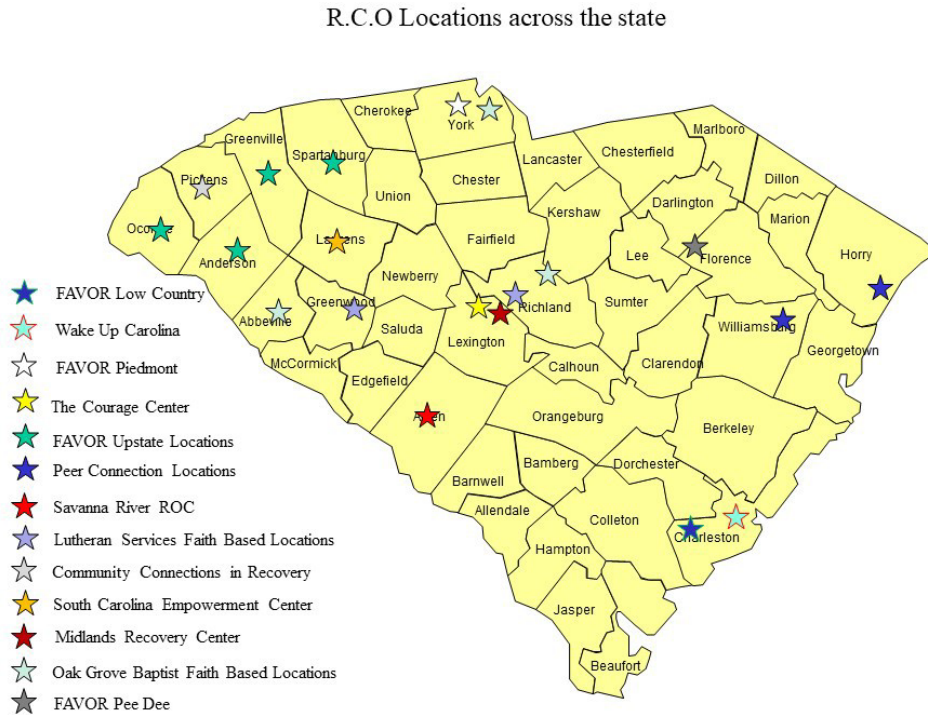 R.C.O Locations across the state
Cherokee
York
Greenville
Spartanburg
Pickens
Union
Chester
Lancaster
Chesterfield
Marlboro
Dillon
Darlington
Marion
Kershaw
Oconee
Anderson
Laurens
Fairfield
Lee
Florence
Horry
Newberry
Abbeville
Greenwood
Richland
Sumter
Saluda
Lexington
Williamsburg
Georgetown
McCormick
Edgefield
Calhoun
Clarendon
Aiken
Orangeburg
Berkeley
Barnwell
Bamberg
Dorchester
Allendale
Colleton
Charleston
Hampton
Jasper
Beaufort
FAVOR Low Country
Wake Up Carolina
FAVOR Piedmont
The Courage Center
FAVOR Upstate Locations
Peer Connection Locations
Savanna River ROC
Lutheran Services Faith Based Locations
Community Connections in Recovery
South Carolina Empowerment Center
Midlands Recovery Center
Oak Grove Baptist Faith Based Locations
FAVOR Pee Dee